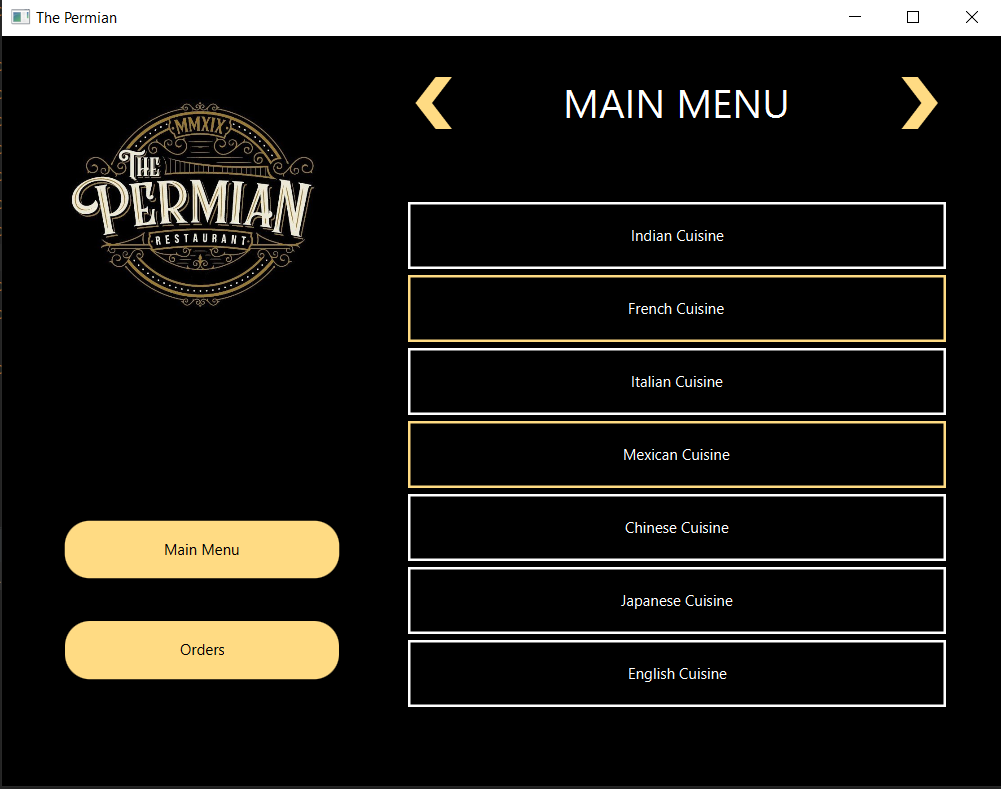 The Permian
MMXIX
THE
PERMIAN
RESTAURANT
Main Menu
Orders
MAIN MENU
Indian Cuisine
French Cuisine
Italian Cuisine
Mexican Cuisine
Chinese Cuisine
Japanese Cuisine
English Cuisine